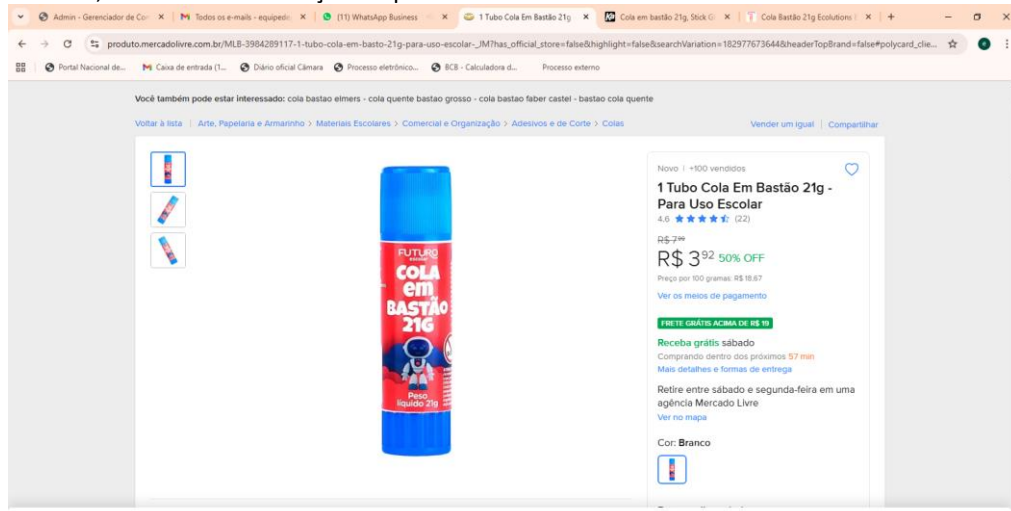 Admin - Gerenciador de Con
Todos os e-mails - equipede
(11) WhatsApp Business
1 Tubo Cola Em Bastão 21g
Cola em bastão 21g, Stick G
Cola Bastão 21g Ecolutions
produto.mercadolivre.com.br/MLB-3984289117-1-tubo-cola-em-basto-21g-para-uso-escolar-_JM?has_official_store=false&highlight=false&searchVariation=182977673644&headerTopBrand=false#polycard_clie...
Portal Nacional de...
Caixa de entrada (1...
Diário oficial Câmara
Processo eletrônico...
BCB - Calculadora d...
Processo externo
Você também pode estar interessado: cola bastao elmers - cola quente bastao grosso - cola bastao faber castel - bastao cola quente
Voltar à lista | Arte, Papelaria e Armarinho > Materiais Escolares > Comercial e Organização > Adesivos e de Corte > Colas
Vender um igual | Compartilhar
FUTURO
COLA
em
BASTÃO
21G
Peso
líquido 21g
Novo | +100 vendidos
1 Tubo Cola Em Bastão 21g -
Para Uso Escolar
4.6 ★★★★★ (22)
R$ 3,92 50% OFF
Preço por 100 gramas: R$ 18.67
Ver os meios de pagamento
FRETE GRÁTIS ACIMA DE R$ 19
Receba grátis sábado
Comprando dentro dos próximos 57 min
Mais detalhes e formas de entrega
Retire entre sábado e segunda-feira em uma
agência Mercado Livre
Ver no mapa
Cor: Branco